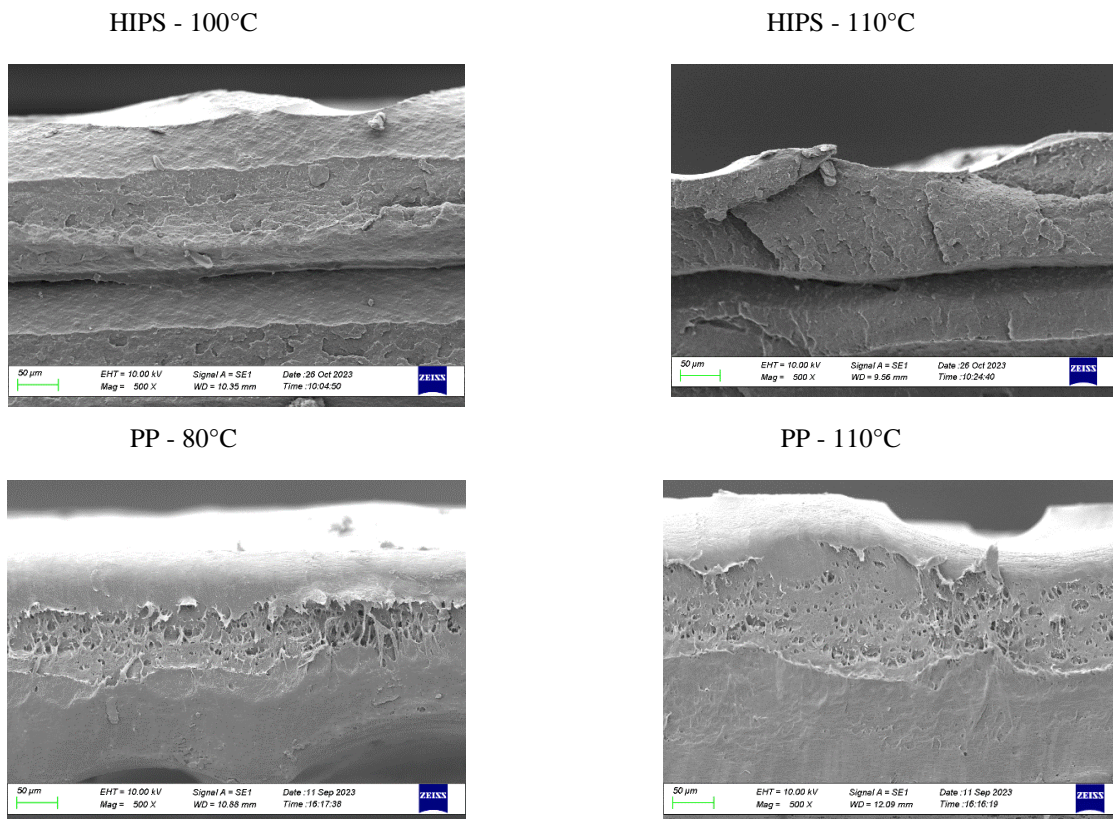 HIPS - 100°C
HIPS - 110°C
50 µm
EHT = 10.00 kV
Signal A = SE1
Date :26 Oct 2023
Mag = 500 X
WD = 10.35 mm
Time :10:04:50
ZEISS
50 µm
EHT = 10.00 kV
Signal A = SE1
Date :26 Oct 2023
Mag = 500 X
WD = 9.56 mm
Time :10:24:40
ZEISS
PP - 80°C
PP - 110°C
50 µm
EHT = 10.00 kV
Signal A = SE1
Date :11 Sep 2023
Mag = 500 X
WD = 10.88 mm
Time :16:17:38
ZEISS
50 µm
EHT = 10.00 kV
Signal A = SE1
Date :11 Sep 2023
Mag = 500 X
WD = 12.09 mm
Time :16:16:19
ZEISS